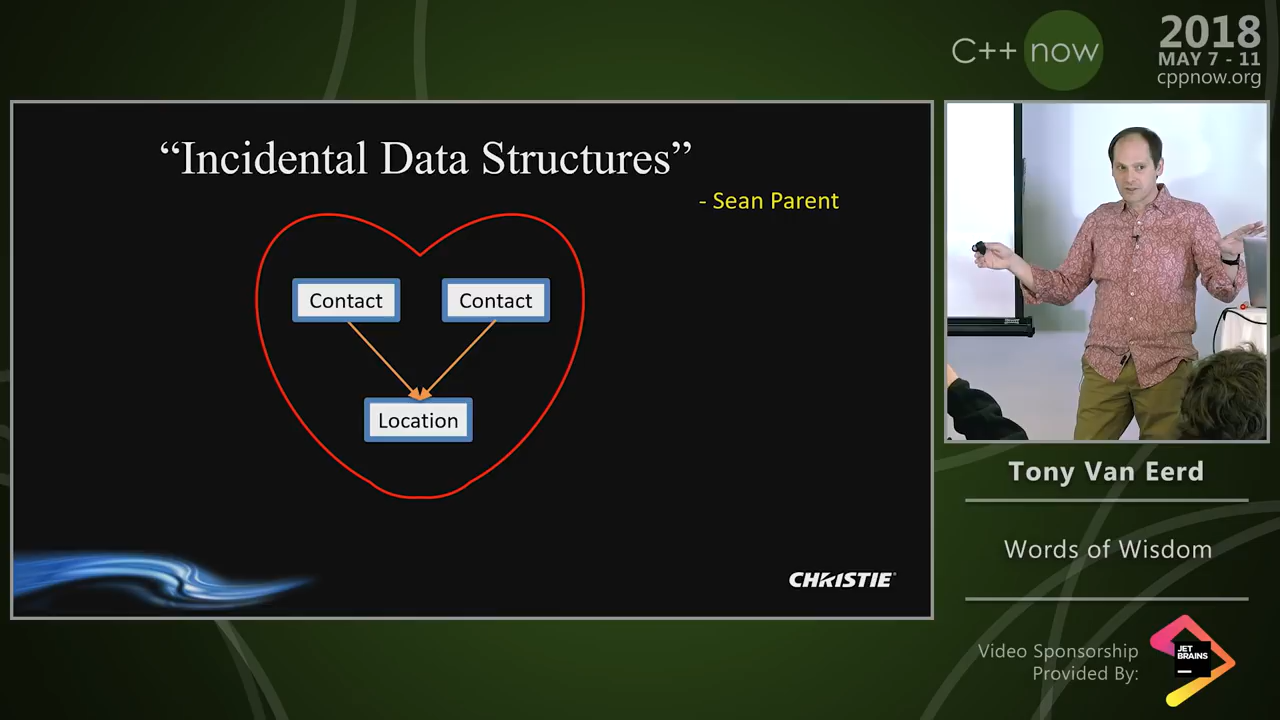 C++ now
2018
MAY 7 - 11
cppnow.org
“Incidental Data Structures”
- Sean Parent
Contact
Contact
Location
CHRISTIE
Tony Van Eerd
Words of Wisdom
Video Sponsorship
Provided By:
JET
BRAINS